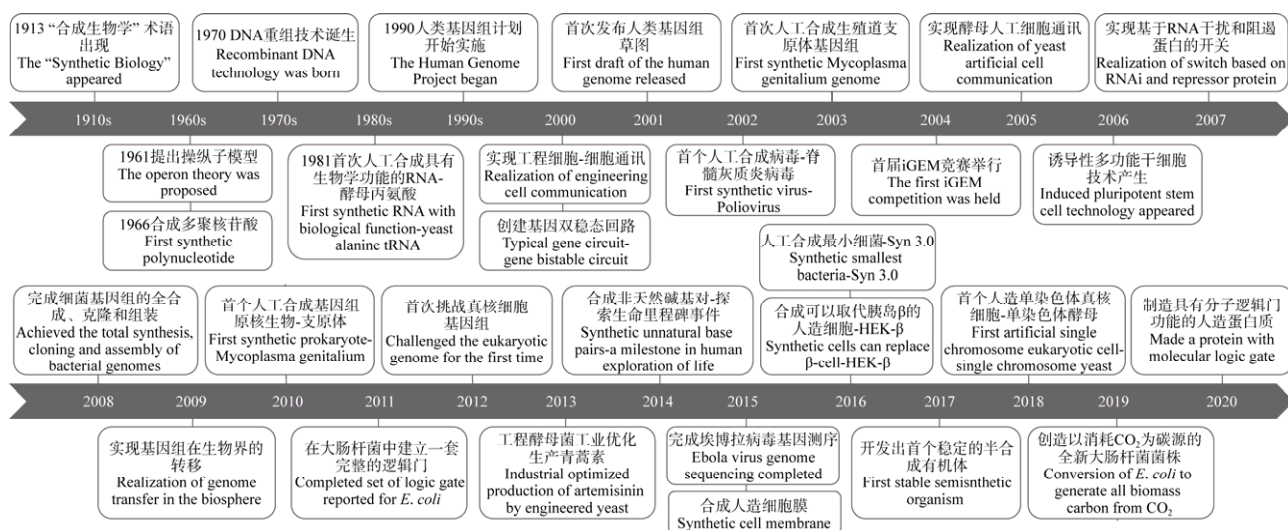 1913 “合成生物学” 术语
出现
The “Synthetic Biology”
appeared
1970 DNA重组技术诞生
Recombinant DNA
technology was born
1990人类基因组计划
开始实施
The Human Genome
Project began
首次发布人类基因组
草图
First draft of the human
genome released
首次人工合成生殖道支
原体基因组
First synthetic Mycoplasma
genitalium genome
实现酵母人工细胞通讯
Realization of yeast
artificial cell
communication
实现基于RNA干扰和阻遏
蛋白的开关
Realization of switch based on
RNAi and repressor protein
1910s 1960s 1970s 1980s 1990s 2000 2001 2002 2003 2004 2005 2006 2007
1961提出操纵子模型
The operon theory was
proposed
1966合成多聚核苷酸
First synthetic
polynucleotide
1981首次人工合成具有
生物学功能的RNA-
酵母丙氨酸
First synthetic RNA with
biological function-yeast
alaninc tRNA
实现工程细胞-细胞通讯
Realization of engineering
cell communication
创建基因双稳态回路
Typical gene circuit-
gene bistable circuit
首个人工合成病毒-脊
髓灰质炎病毒
First synthetic virus-
Poliovirus
首届iGEM竞赛举行
The first iGEM
competition was held
诱导性多功能干细胞
技术产生
Induced pluripotent stem
cell technology appeared
完成细菌基因组的全合
成、克隆和组装
Achieved the total synthesis,
cloning and assembly of
bacterial genomes
首个人工合成基因组
原核生物-支原体
First synthetic prokaryote-
Mycoplasma genitalium
首次挑战真核细胞
基因组
Challenged the eukaryotic
genome for the first time
合成非天然碱基对-探
索生命里程碑事件
Synthetic unnatural base
pairs-a milestone in human
exploration of life
人工合成最小细菌-Syn 3.0
Synthetic smallest
bacteria-Syn 3.0
合成可以取代胰岛β的
人造细胞-HEK-β
Synthetic cells can replace
β-cell-HEK-β
首个人造单染色体真核
细胞-单染色体酵母
First artificial single
chromosome eukaryotic cell-
single chromosome yeast
制造具有分子逻辑门
功能的人造蛋白质
Made a protein with
molecular logic gate
2008 2009 2010 2011 2012 2013 2014 2015 2016 2017 2018 2019 2020
实现基因组在生物界的
转移
Realization of genome
transfer in the biosphere
在大肠杆菌中建立一套
完整的逻辑门
Completed set of logic gate
reported for E. coli
工程酵母菌工业优化
生产青蒿素
Industrial optimized
production of artemisinin
by engineered yeast
完成埃博拉病毒基因测序
Ebola virus genome
sequencing completed
合成人造细胞膜
Synthetic cell membrane
开发出首个稳定的半合
成有机体
First stable semisnthetic
organism
创造以消耗CO₂为碳源的
全新大肠杆菌菌株
Conversion of E. coli to
generate all biomass
carbon from CO₂